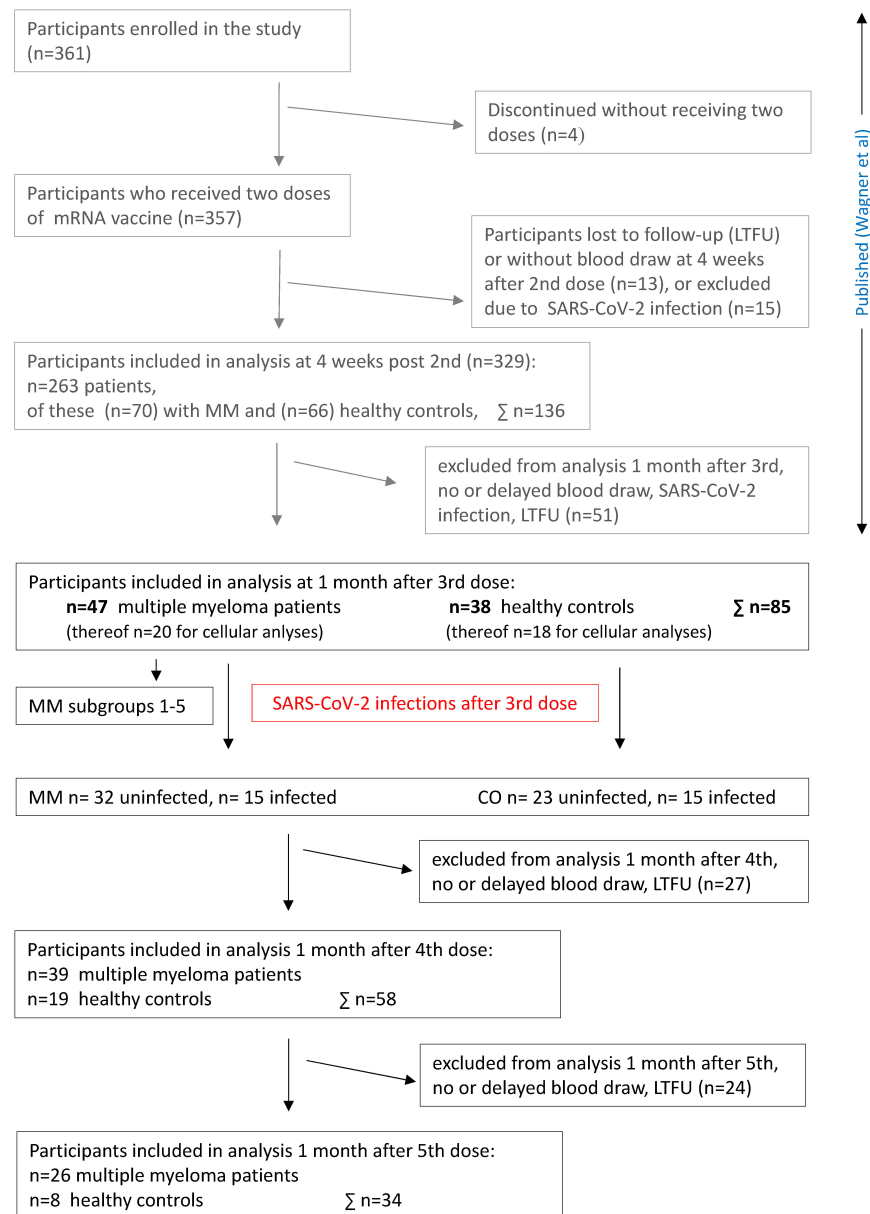 Participants enrolled in the study
(n=361)
Discontinued without receiving two
doses (n=4)
Participants who received two doses
of mRNA vaccine (n=357)
Participants lost to follow-up (LTFU)
or without blood draw at 4 weeks
after 2nd dose (n=13), or excluded
due to SARS-CoV-2 infection (n=15)
Published (Wagner et al)
Participants included in analysis at 4 weeks post 2nd (n=329):
n=263 patients,
of these (n=70) with MM and (n=66) healthy controls, ∑ n=136
excluded from analysis 1 month after 3rd,
no or delayed blood draw, SARS-CoV-2
infection, LTFU (n=51)
Participants included in analysis at 1 month after 3rd dose:
n=47 multiple myeloma patients n=38 healthy controls ∑ n=85
(thereof n=20 for cellular anlyses) (thereof n=18 for cellular analyses)
MM subgroups 1-5
SARS-CoV-2 infections after 3rd dose
MM n= 32 uninfected, n= 15 infected CO n= 23 uninfected, n= 15 infected
excluded from analysis 1 month after 4th,
no or delayed blood draw, LTFU (n=27)
Participants included in analysis 1 month after 4th dose:
n=39 multiple myeloma patients
n=19 healthy controls ∑ n=58
excluded from analysis 1 month after 5th,
no or delayed blood draw, LTFU (n=24)
Participants included in analysis 1 month after 5th dose:
n=26 multiple myeloma patients
n=8 healthy controls ∑ n=34